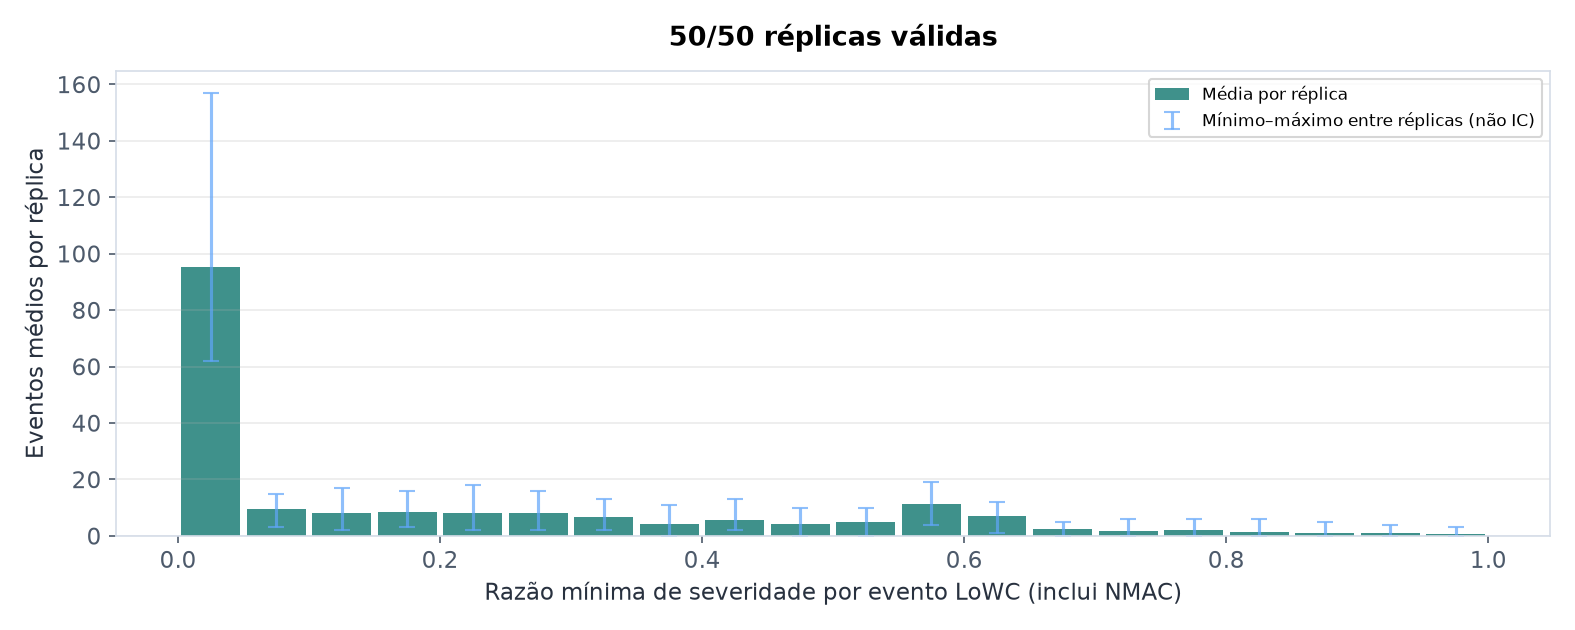 50/50 réplicas válidas
Eventos médios por réplica
160
140
120
100
80
60
40
20
0
Média por réplica
Mínimo–máximo entre réplicas (não IC)
0.0 0.2 0.4 0.6 0.8 1.0
Razão mínima de severidade por evento LoWC (inclui NMAC)